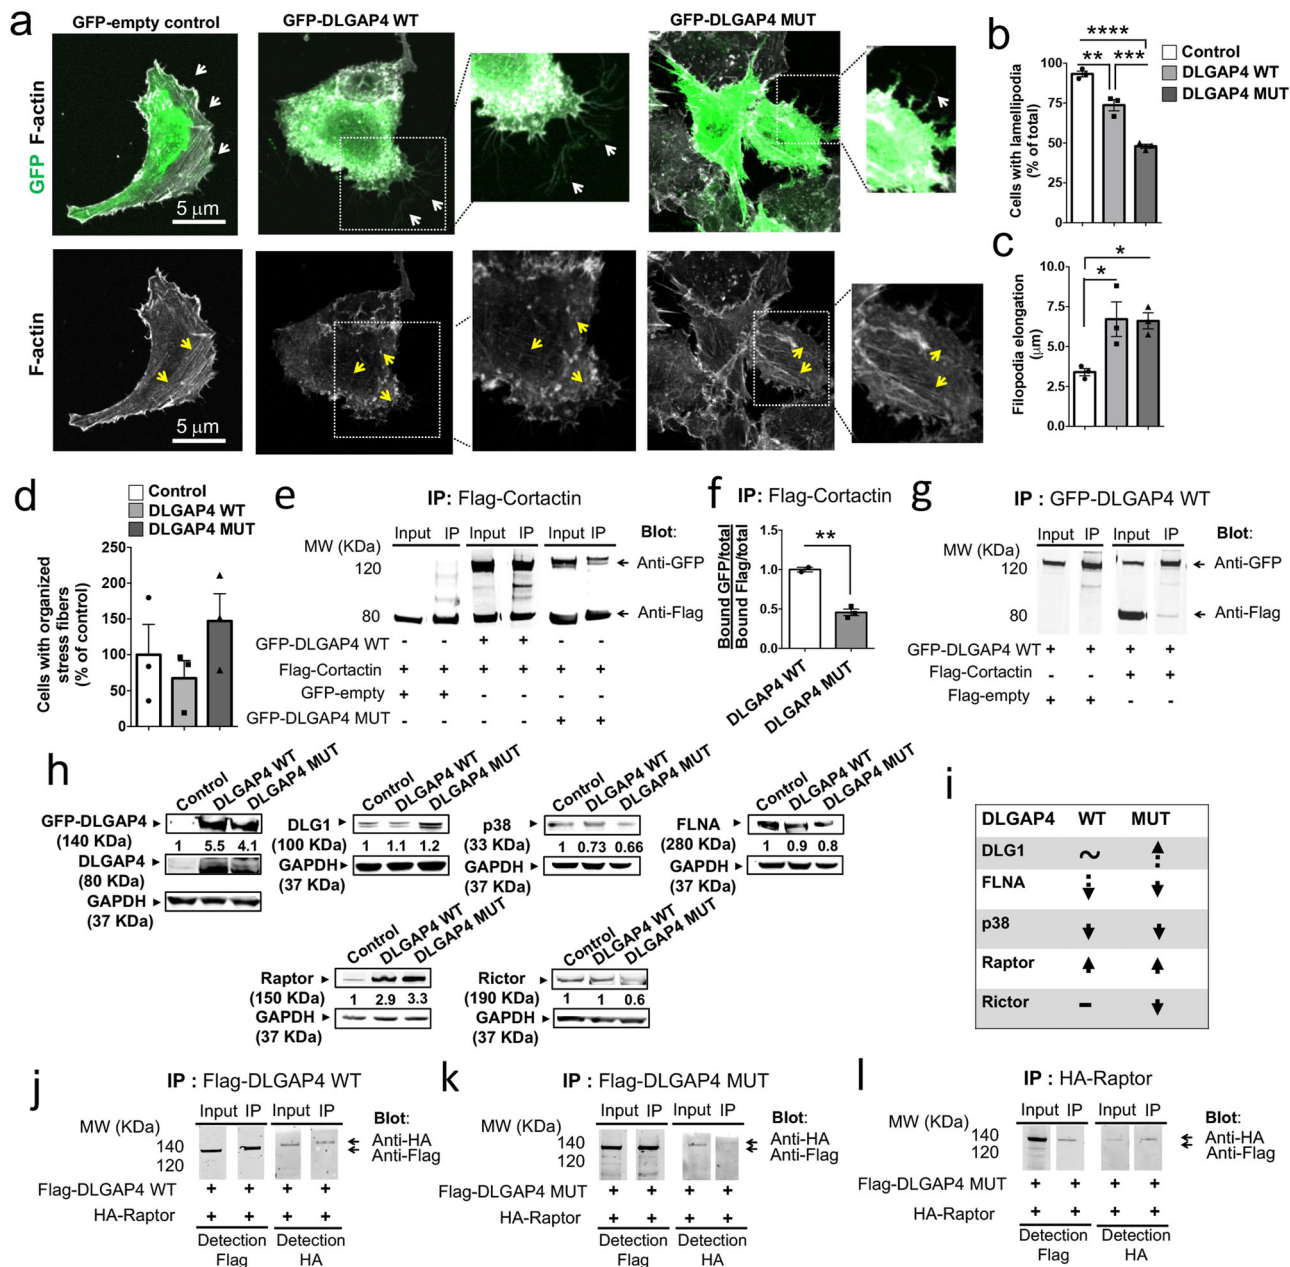 a
GFP-empty control
GFP-DLGAP4 WT
GFP-DLGAP4 MUT
GFP F-actin
5 µm
F-actin
5 µm
b
**** 
** ***
Control
DLGAP4 WT
DLGAP4 MUT
100
75
50
25
0
Cells with lamellipodia
(% of total)
c
*
*
10.0
7.5
5.0
2.5
0
Filopodia elongation
(µm)
d
Control
DLGAP4 WT
DLGAP4 MUT
250
200
150
100
50
0
Cells with organized
stress fibers
(% of control)
e
IP: Flag-Cortactin
Input IP Input IP Input IP Blot:
MW (KDa)
120
80
Anti-GFP
Anti-Flag
GFP-DLGAP4 WT - - + + - -
Flag-Cortactin + + + + + +
GFP-empty + + - - - -
GFP-DLGAP4 MUT - - - - + +
f
IP: Flag-Cortactin
**
1.5
1.0
0.5
0.0
Bound GFP/total
Bound Flag/total
DLGAP4 WT
DLGAP4 MUT
g
IP : GFP-DLGAP4 WT
Input IP Input IP Blot:
MW (KDa)
120
80
Anti-GFP
Anti-Flag
GFP-DLGAP4 WT + + + +
Flag-Cortactin - - + +
Flag-empty + + - -
h
Control DLGAP4 WT DLGAP4 MUT
GFP-DLGAP4
(140 KDa) 1 5.5 4.1
DLGAP4
(80 KDa)
GAPDH
(37 KDa)
Control DLGAP4 WT DLGAP4 MUT
DLG1
(100 KDa) 1 1.1 1.2
GAPDH
(37 KDa)
Control DLGAP4 WT DLGAP4 MUT
p38
(33 KDa) 1 0.73 0.66
GAPDH
(37 KDa)
Control DLGAP4 WT DLGAP4 MUT
FLNA
(280 KDa) 1 0.9 0.8
GAPDH
(37 KDa)
Control DLGAP4 WT DLGAP4 MUT
Raptor
(150 KDa) 1 2.9 3.3
GAPDH
(37 KDa)
Control DLGAP4 WT DLGAP4 MUT
Rictor
(190 KDa) 1 1 0.6
GAPDH
(37 KDa)
i
DLGAP4 WT MUT
DLG1 ~
FLNA
p38
Raptor
Rictor -
j
IP : Flag-DLGAP4 WT
Input IP Input IP Blot:
MW (KDa)
140
120
Anti-HA
Anti-Flag
Flag-DLGAP4 WT + + + +
HA-Raptor + + + +
Detection Detection
Flag HA
k
IP : Flag-DLGAP4 MUT
Input IP Input IP Blot:
MW (KDa)
140
120
Anti-HA
Anti-Flag
Flag-DLGAP4 MUT + + + +
HA-Raptor + + + +
Detection Detection
Flag HA
l
IP : HA-Raptor
Input IP Input IP Blot:
MW (KDa)
140
120
Anti-HA
Anti-Flag
Flag-DLGAP4 MUT + + + +
HA-Raptor + + + +
Detection Detection
Flag HA